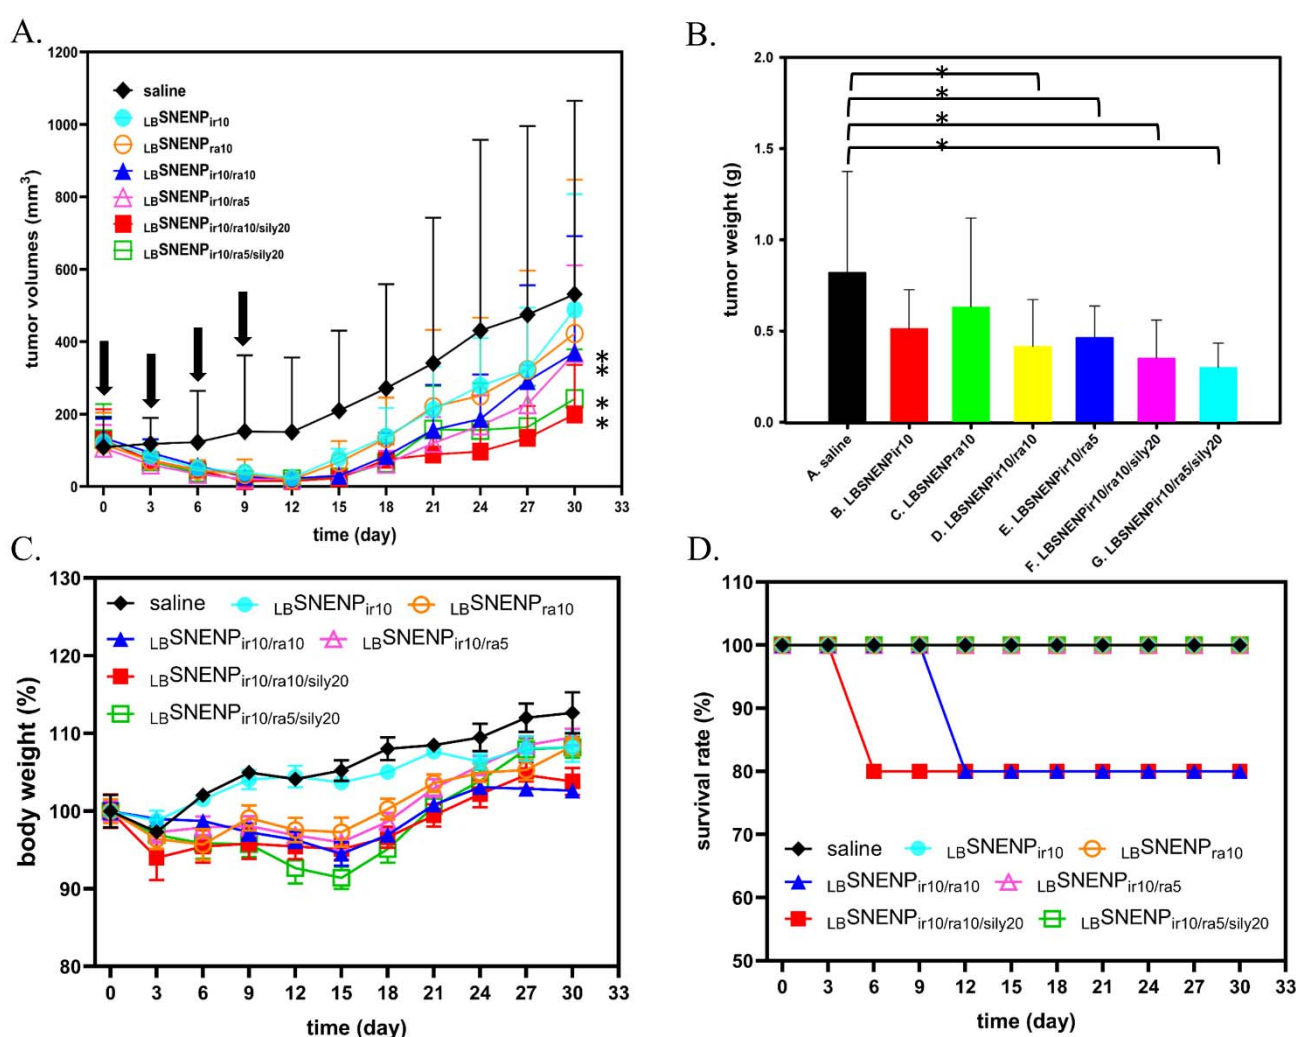 A.
1200
1000
800
600
400
200
0
tumor volumes (mm³)
saline
LBSNENPir10
LBSNENPra10
LBSNENPir10/ra10
LBSNENPir10/ra5
LBSNENPir10/ra10/sily20
LBSNENPir10/ra5/sily20
*
*
*
*
0 3 6 9 12 15 18 21 24 27 30 33
time (day)
B.
2.0
1.5
1.0
0.5
0.0
tumor weight (g)
*
*
*
*
A. saline
B. LBSNENPir10
C. LBSNENPra10
D. LBSNENPir10/ra10
E. LBSNENPir10/ra5
F. LBSNENPir10/ra10/sily20
G. LBSNENPir10/ra5/sily20
C.
130
120
110
100
90
80
body weight (%)
saline LBSNENPir10 LBSNENPra10
LBSNENPir10/ra10 LBSNENPir10/ra5
LBSNENPir10/ra10/sily20
LBSNENPir10/ra5/sily20
0 3 6 9 12 15 18 21 24 27 30 33
time (day)
D.
110
100
90
80
70
60
50
survival rate (%)
saline LBSNENPir10 LBSNENPra10
LBSNENPir10/ra10 LBSNENPir10/ra5
LBSNENPir10/ra10/sily20 LBSNENPir10/ra5/sily20
0 3 6 9 12 15 18 21 24 27 30 33
time (day)